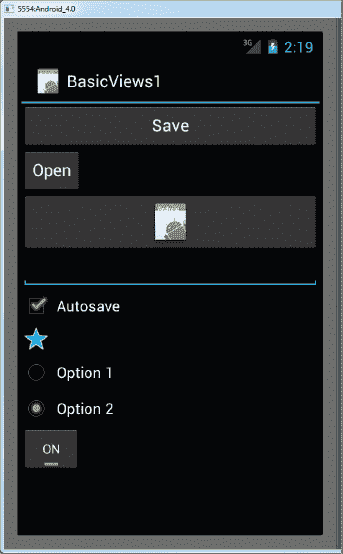 5554:Android_4.0
3G 2:19
BasicViews1
Save
Open
Autosave
Option 1
Option 2
ON